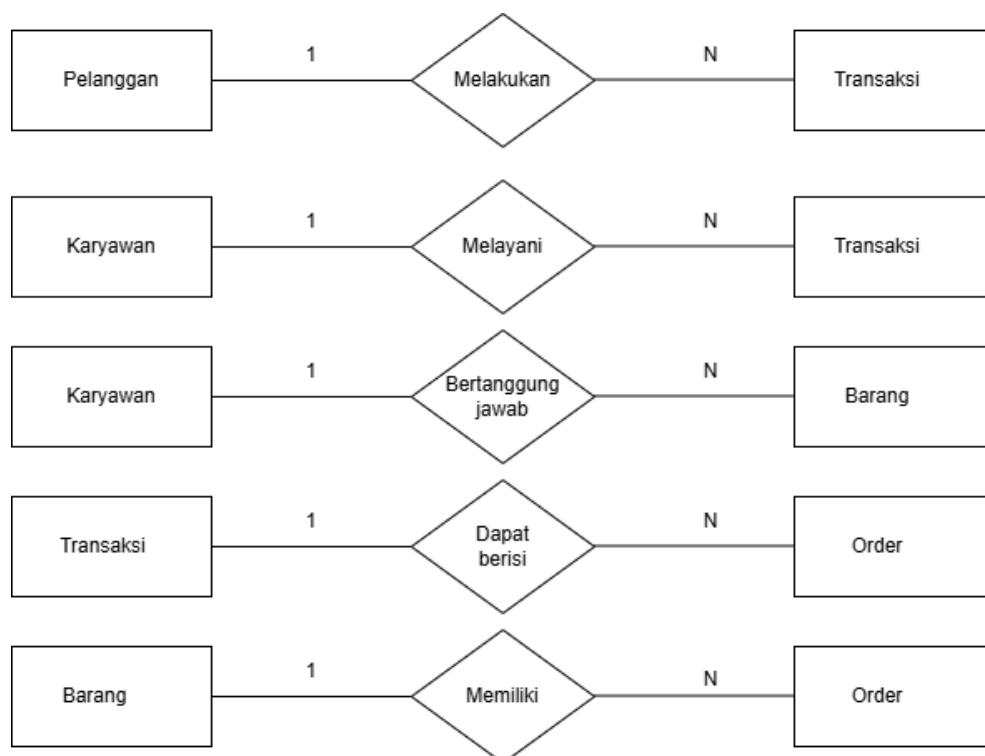 1
N
Pelanggan
Melakukan
Transaksi
1
N
Karyawan
Melayani
Transaksi
1
N
Karyawan
Bertanggung
jawab
Barang
1
N
Transaksi
Dapat
berisi
Order
1
N
Barang
Memiliki
Order